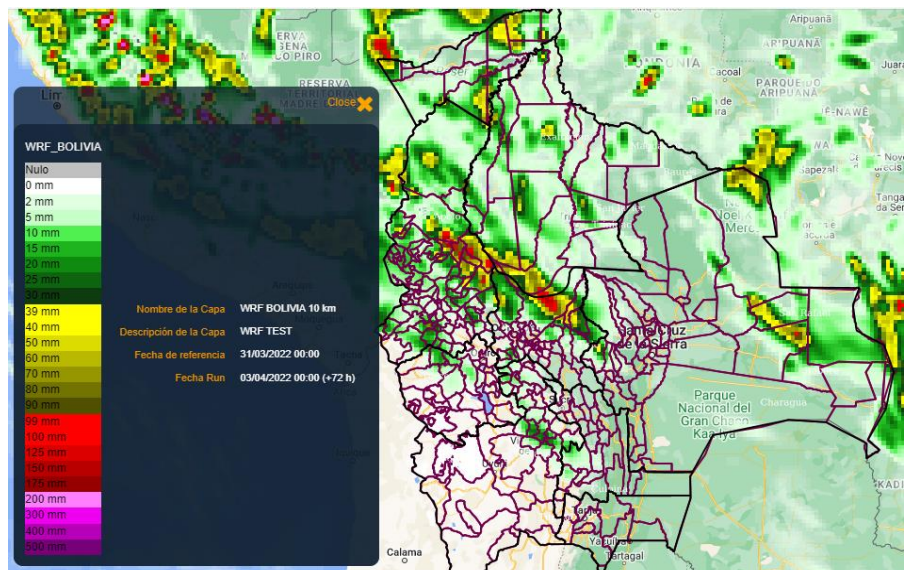 Aripuanã
ARIPUANÃ
Cacoal
PARQUE DO
ARIPUANÃ
RESERVA
Close
WRF_BOLIVIA
Nulo
0 mm
2 mm
5 mm
10 mm
15 mm
20 mm
25 mm
30 mm
39 mm
40 mm
50 mm
60 mm
70 mm
80 mm
90 mm
99 mm
100 mm
125 mm
150 mm
175 mm
200 mm
300 mm
400 mm
500 mm
Nombre de la Capa WRF BOLIVIA 10 km
Descripción de la Capa WRF TEST
Fecha de referencia 31/03/2022 00:00
Fecha Run 03/04/2022 00:00 (+72 h)
Santa Cruz
de la Sierra
Parque
Nacional del
Gran Chaco
Kaa-Iya
Charagua
Yacuiba
Tartagal
Calama